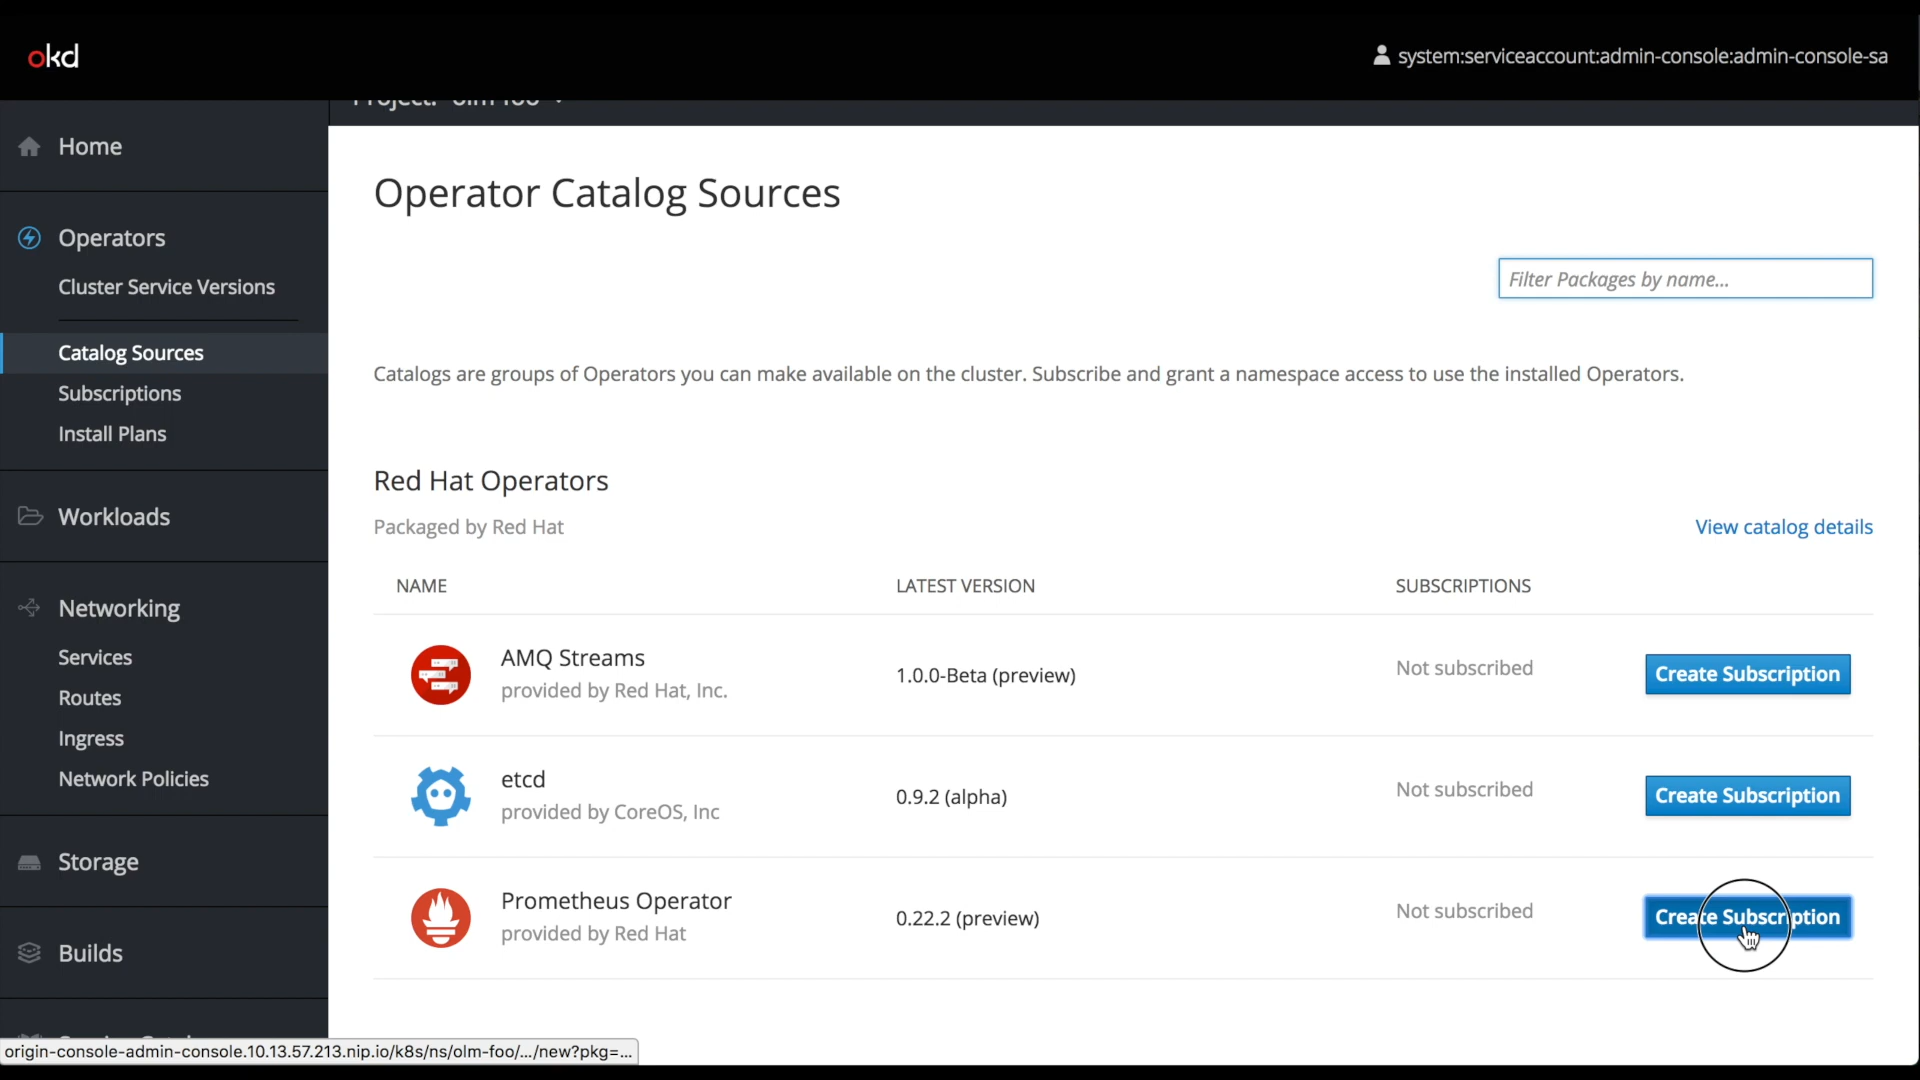 okd
system:serviceaccount:admin-console:admin-console-sa
Project: olm-foo
Home
Operators
Cluster Service Versions
Catalog Sources
Subscriptions
Install Plans
Workloads
Networking
Services
Routes
Ingress
Network Policies
Storage
Builds
Operator Catalog Sources
Filter Packages by name...
Catalogs are groups of Operators you can make available on the cluster. Subscribe and grant a namespace access to use the installed Operators.
Red Hat Operators
Packaged by Red Hat
View catalog details
NAME LATEST VERSION SUBSCRIPTIONS
AMQ Streams
provided by Red Hat, Inc.
1.0.0-Beta (preview)
Not subscribed
Create Subscription
etcd
provided by CoreOS, Inc
0.9.2 (alpha)
Not subscribed
Create Subscription
Prometheus Operator
provided by Red Hat
0.22.2 (preview)
Not subscribed
Create Subscription
origin-console-admin-console.10.13.57.213.nip.io/k8s/ns/olm-foo/.../new?pkg=...